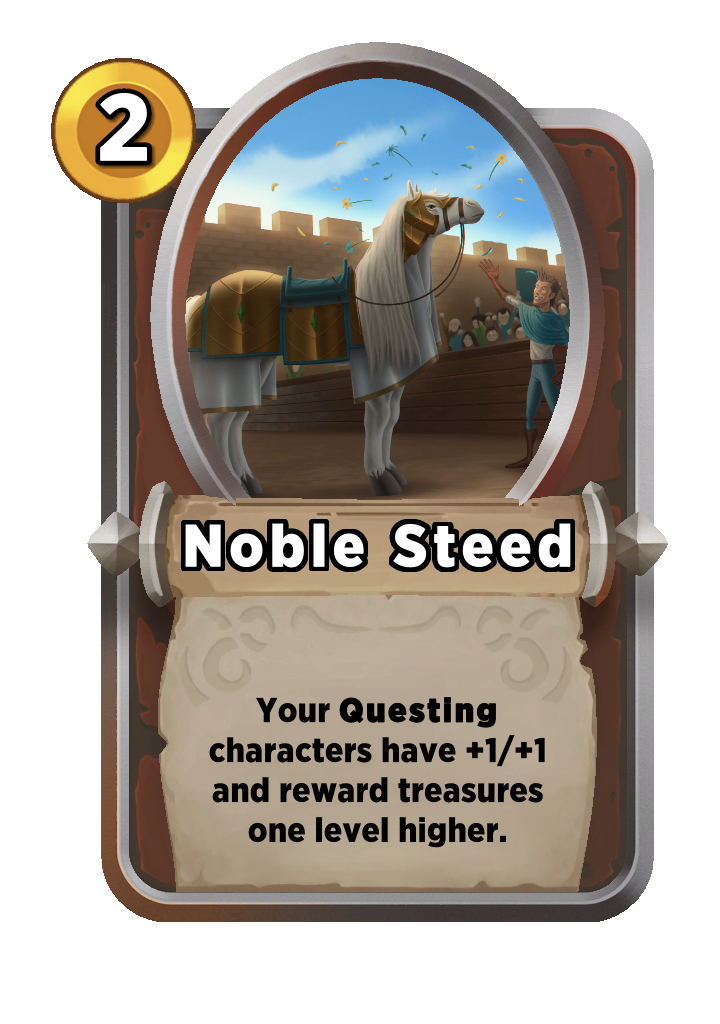 2
Noble Steed
Your Questing
characters have +1/+1
and reward treasures
one level higher.